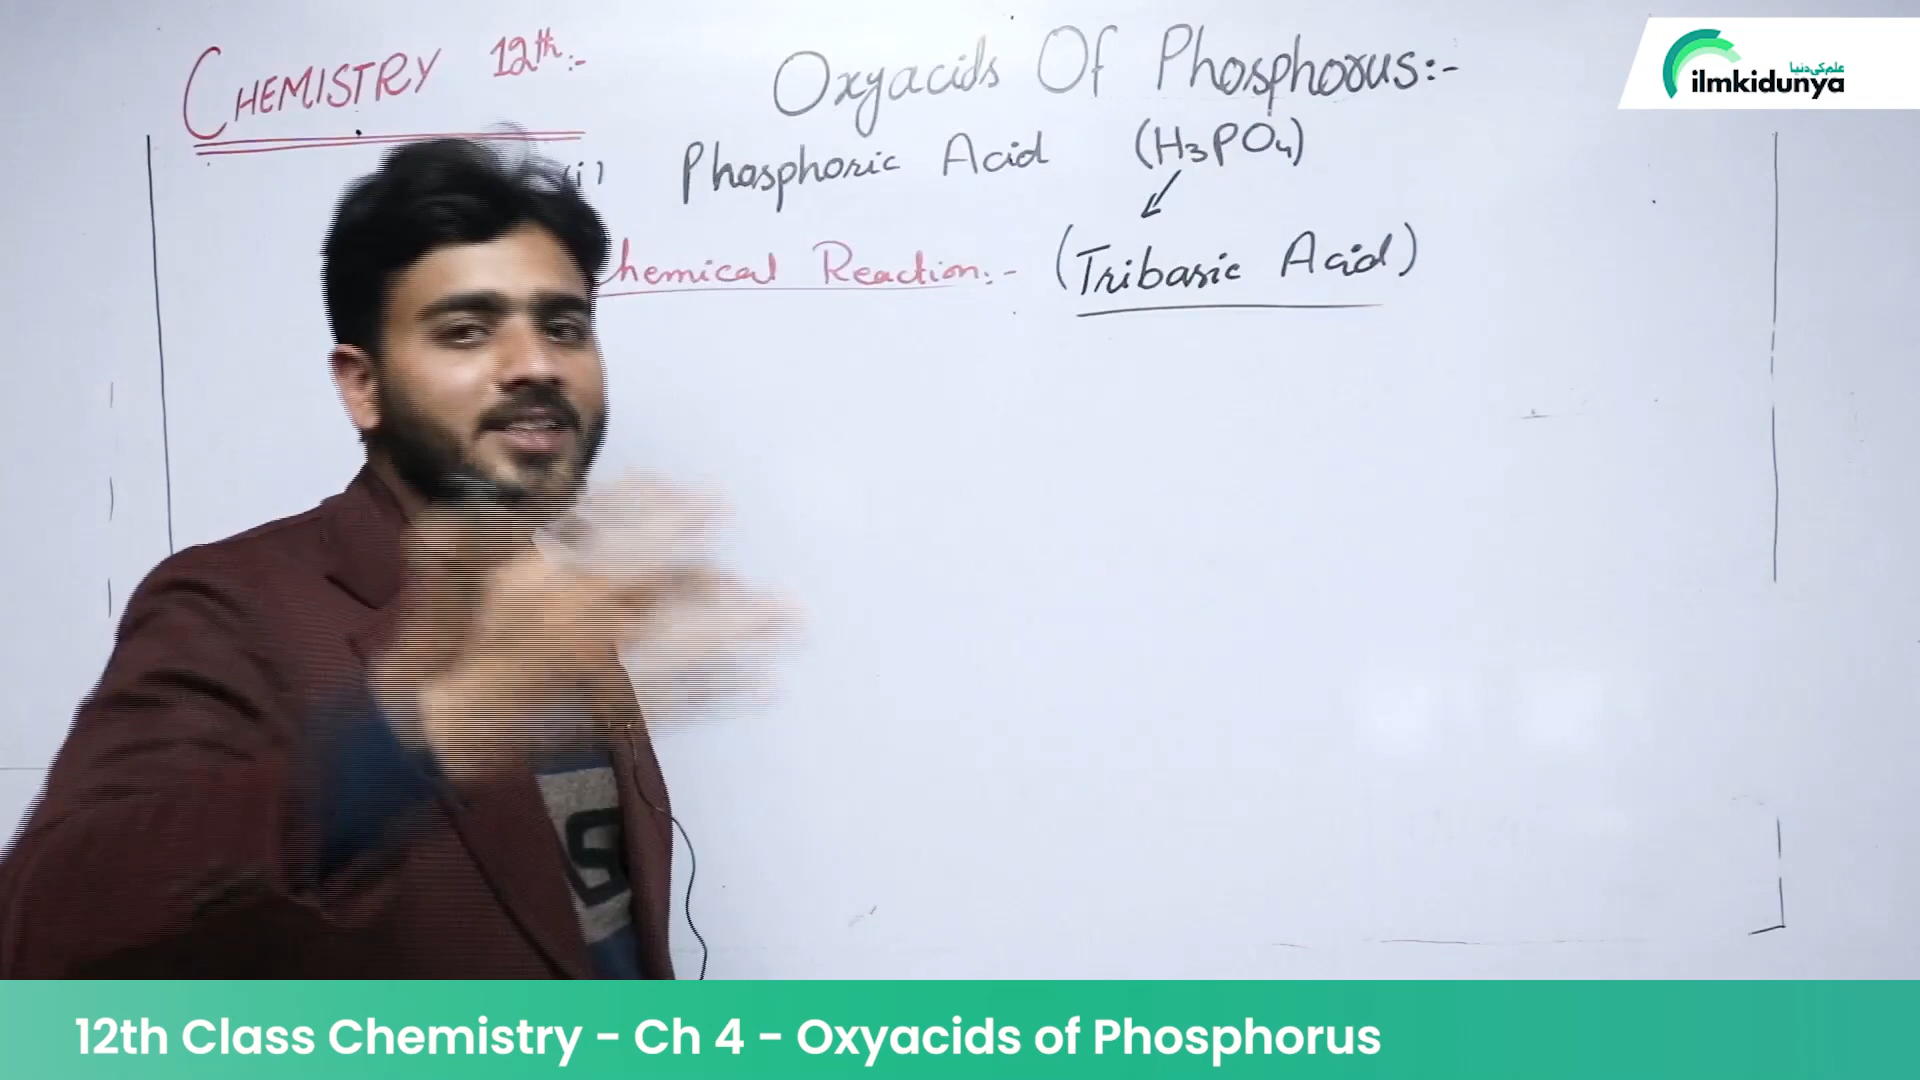 CHEMISTRY 12th:-
Oxyacids Of Phosphorus:-
علم کی دنیا
ilmkidunya
Phosphoric Acid (H₃PO₄)
↙
hemical Reaction:- (Tribasic Acid)
12th Class Chemistry - Ch 4 - Oxyacids of Phosphorus